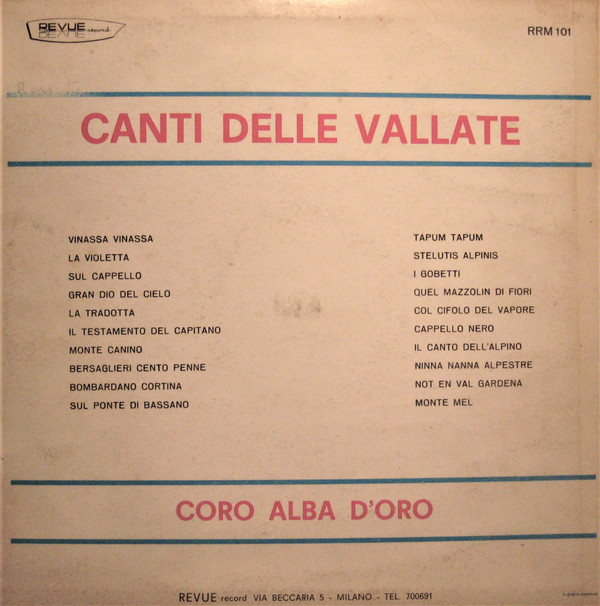 REVUE record
RRM 101
CANTI DELLE VALLATE
VINASSA VINASSA
LA VIOLETTA
SUL CAPPELLO
GRAN DIO DEL CIELO
LA TRADOTTA
IL TESTAMENTO DEL CAPITANO
MONTE CANINO
BERSAGLIERI CENTO PENNE
BOMBARDANO CORTINA
SUL PONTE DI BASSANO
TAPUM TAPUM
STELUTIS ALPINIS
I GOBETTI
QUEL MAZZOLIN DI FIORI
COL CIFOLO DEL VAPORE
CAPPELLO NERO
IL CANTO DELL'ALPINO
NINNA NANNA ALPESTRE
NOT EN VAL GARDENA
MONTE MEL
CORO ALBA D'ORO
REVUE record VIA BECCARIA 5 - MILANO - TEL. 700691